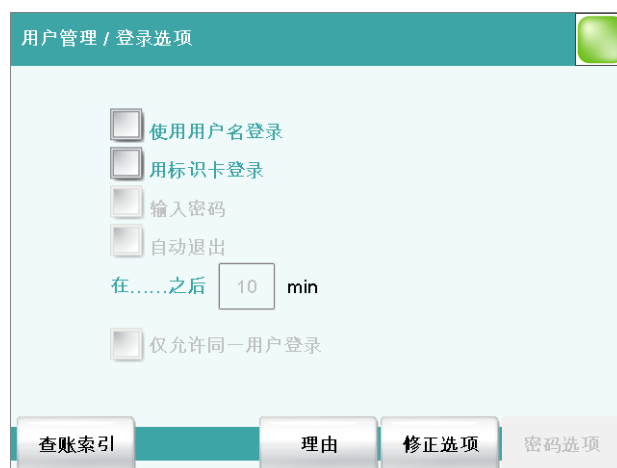 用户管理 / 登录选项
使用用户名登录
用标识卡登录
输入密码
自动退出
在……之后 10 min
仅允许同一用户登录
查账索引 理由 修正选项 密码选项